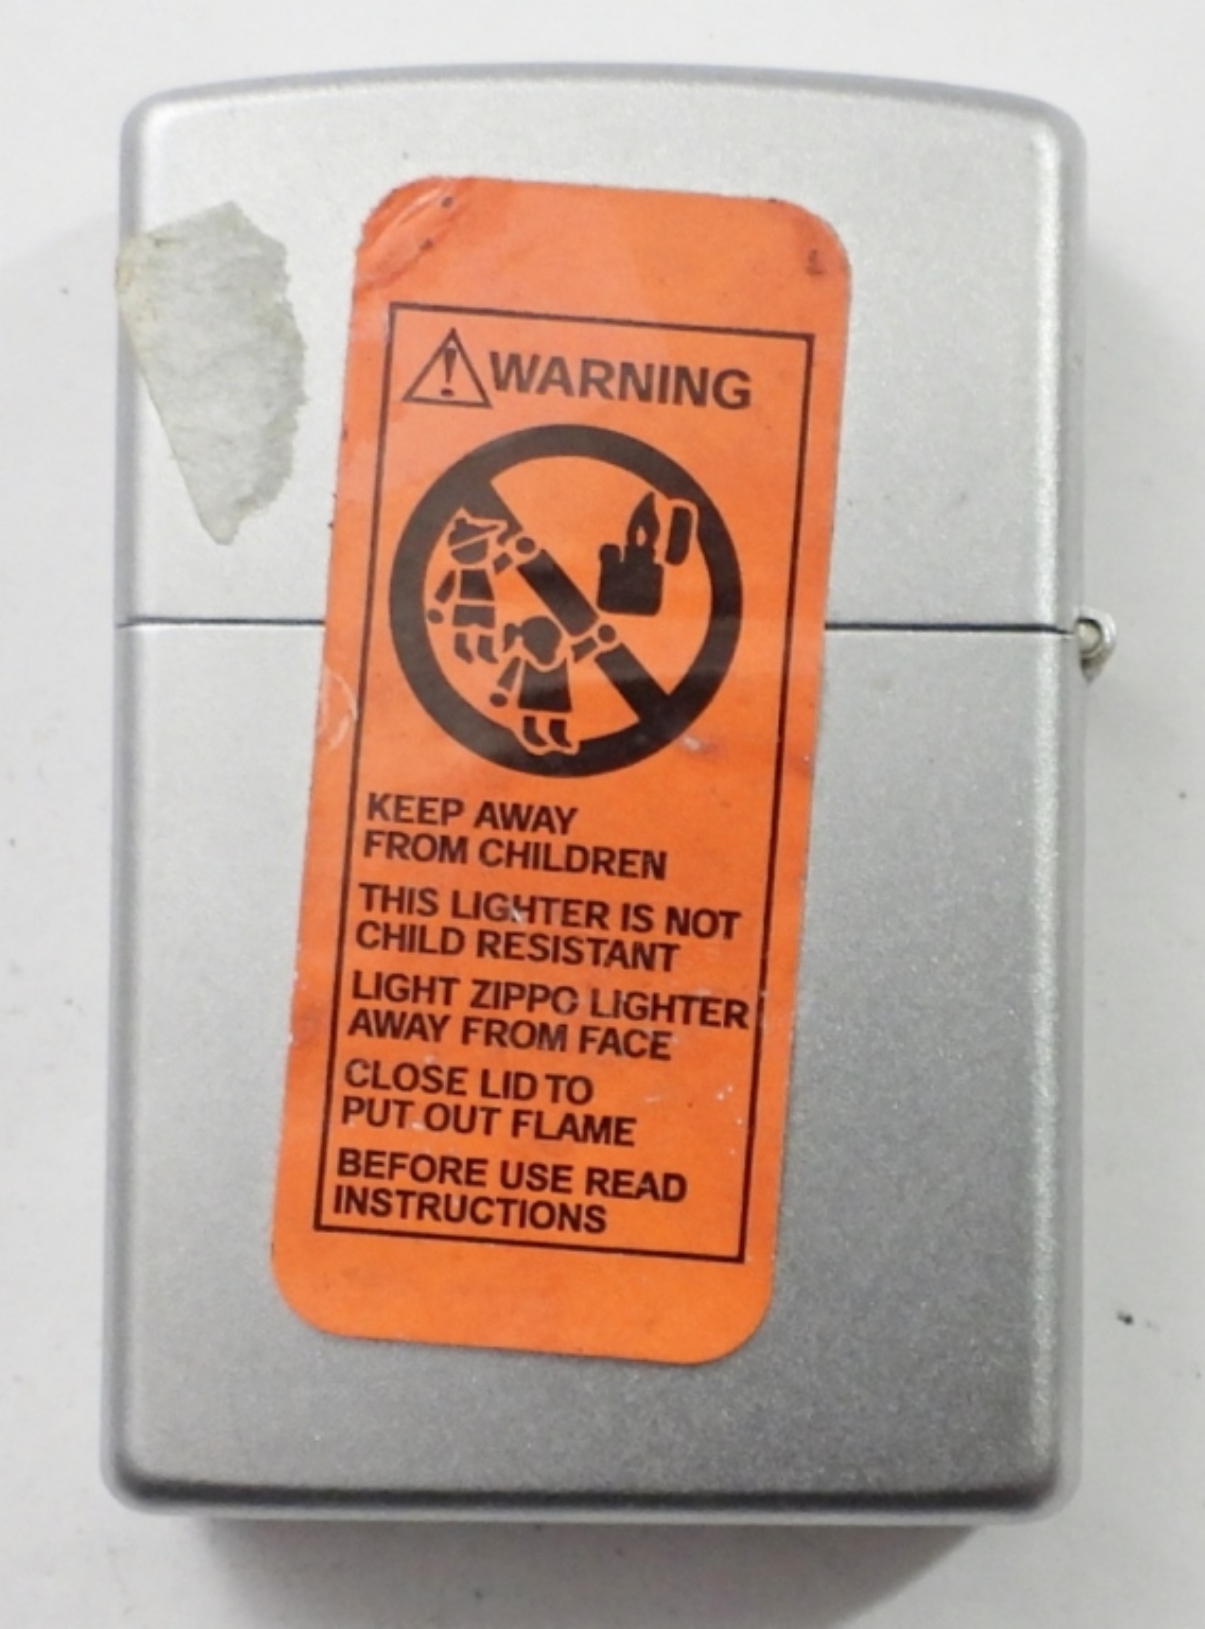 WARNING
KEEP AWAY
FROM CHILDREN
THIS LIGHTER IS NOT
CHILD RESISTANT
LIGHT ZIPPO LIGHTER
AWAY FROM FACE
CLOSE LID TO
PUT OUT FLAME
BEFORE USE READ
INSTRUCTIONS